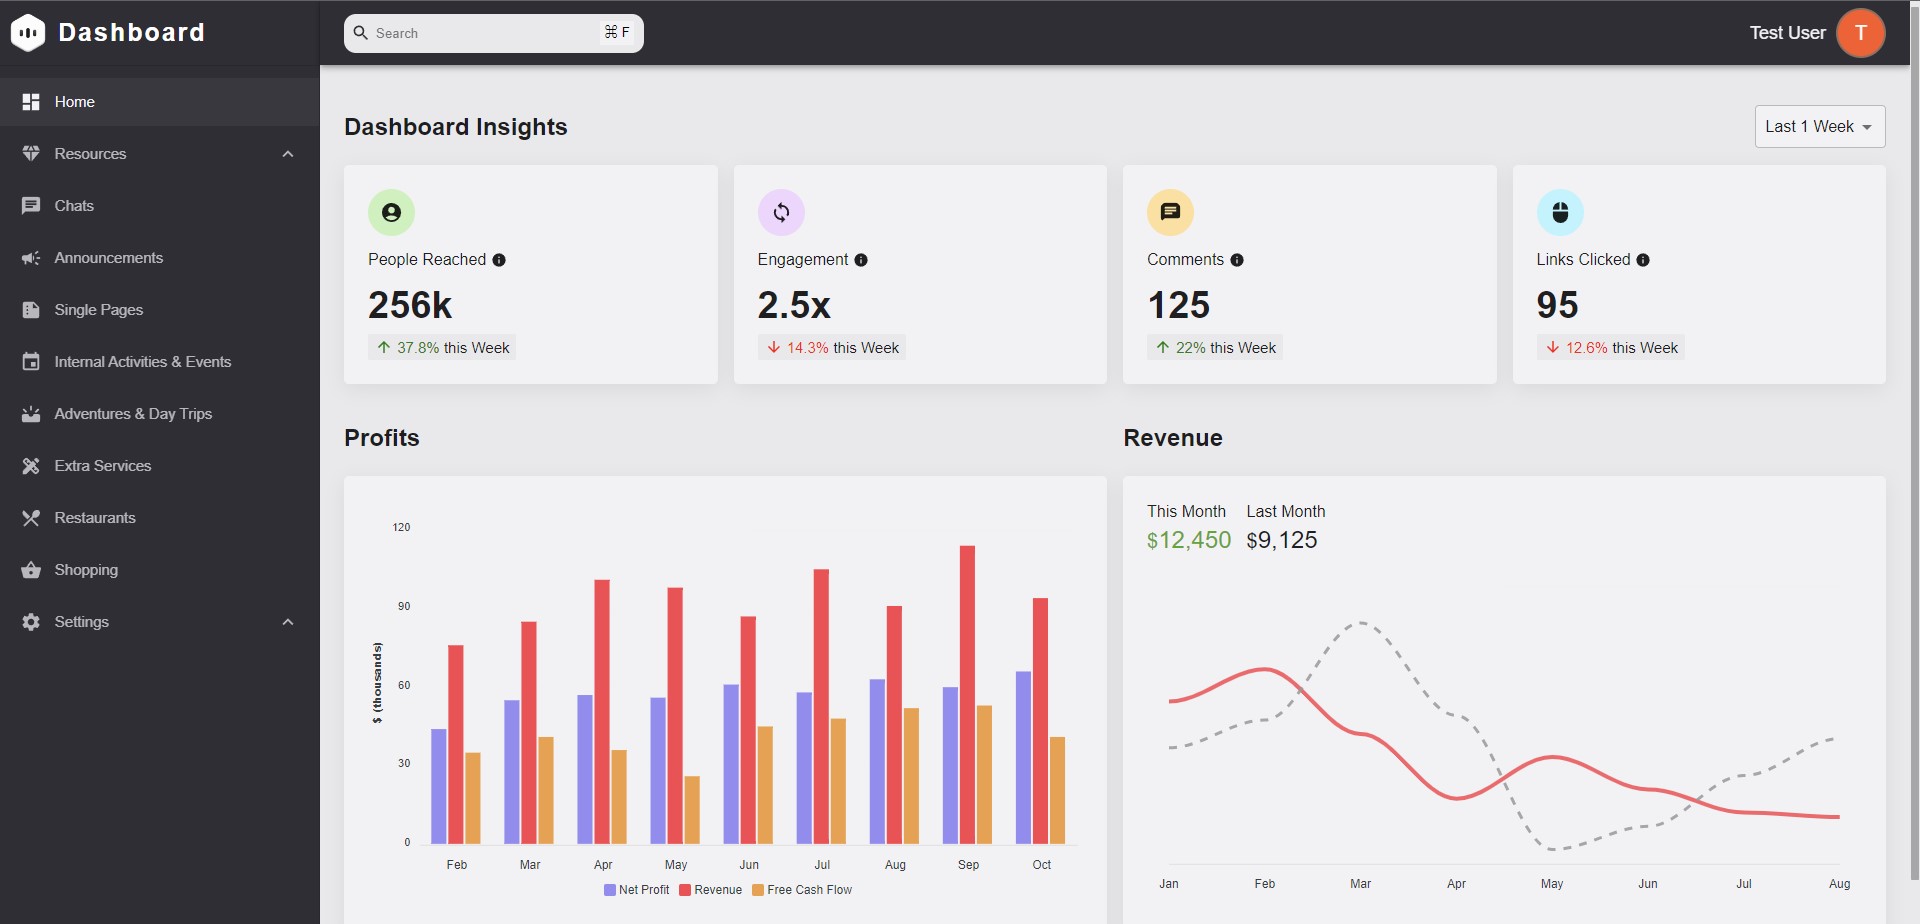 Dashboard
Search
⌘ F
Test User
T
Home
Resources
Chats
Announcements
Single Pages
Internal Activities & Events
Adventures & Day Trips
Extra Services
Restaurants
Shopping
Settings
Dashboard Insights
Last 1 Week
People Reached
256k
37.8% this Week
Engagement
2.5x
14.3% this Week
Comments
125
22% this Week
Links Clicked
95
12.6% this Week
Profits
120
90
60
30
0
$ (thousands)
Feb Mar Apr May Jun Jul Aug Sep Oct
Net Profit Revenue Free Cash Flow
Revenue
This Month Last Month
$12,450 $9,125
Jan Feb Mar Apr May Jun Jul Aug